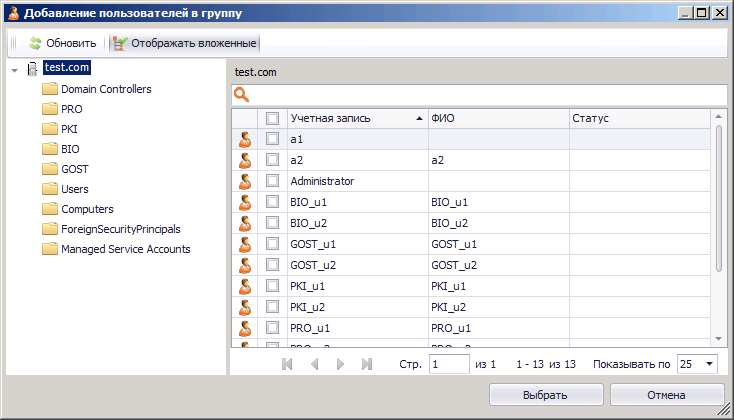 Добавление пользователей в группу
Обновить Отображать вложенные
test.com
Domain Controllers
PRO
PKI
BIO
GOST
Users
Computers
ForeignSecurityPrincipals
Managed Service Accounts
test.com
Учетная запись ФИО Статус
a1
a2 a2
Administrator
BIO_u1 BIO_u1
BIO_u2 BIO_u2
GOST_u1 GOST_u1
GOST_u2 GOST_u2
PKI_u1 PKI_u1
PKI_u2 PKI_u2
PRO_u1 PRO_u1
PRO_u2 PRO_u2
Стр. 1 из 1 1 - 13 из 13 Показывать по 25
Выбрать Отмена